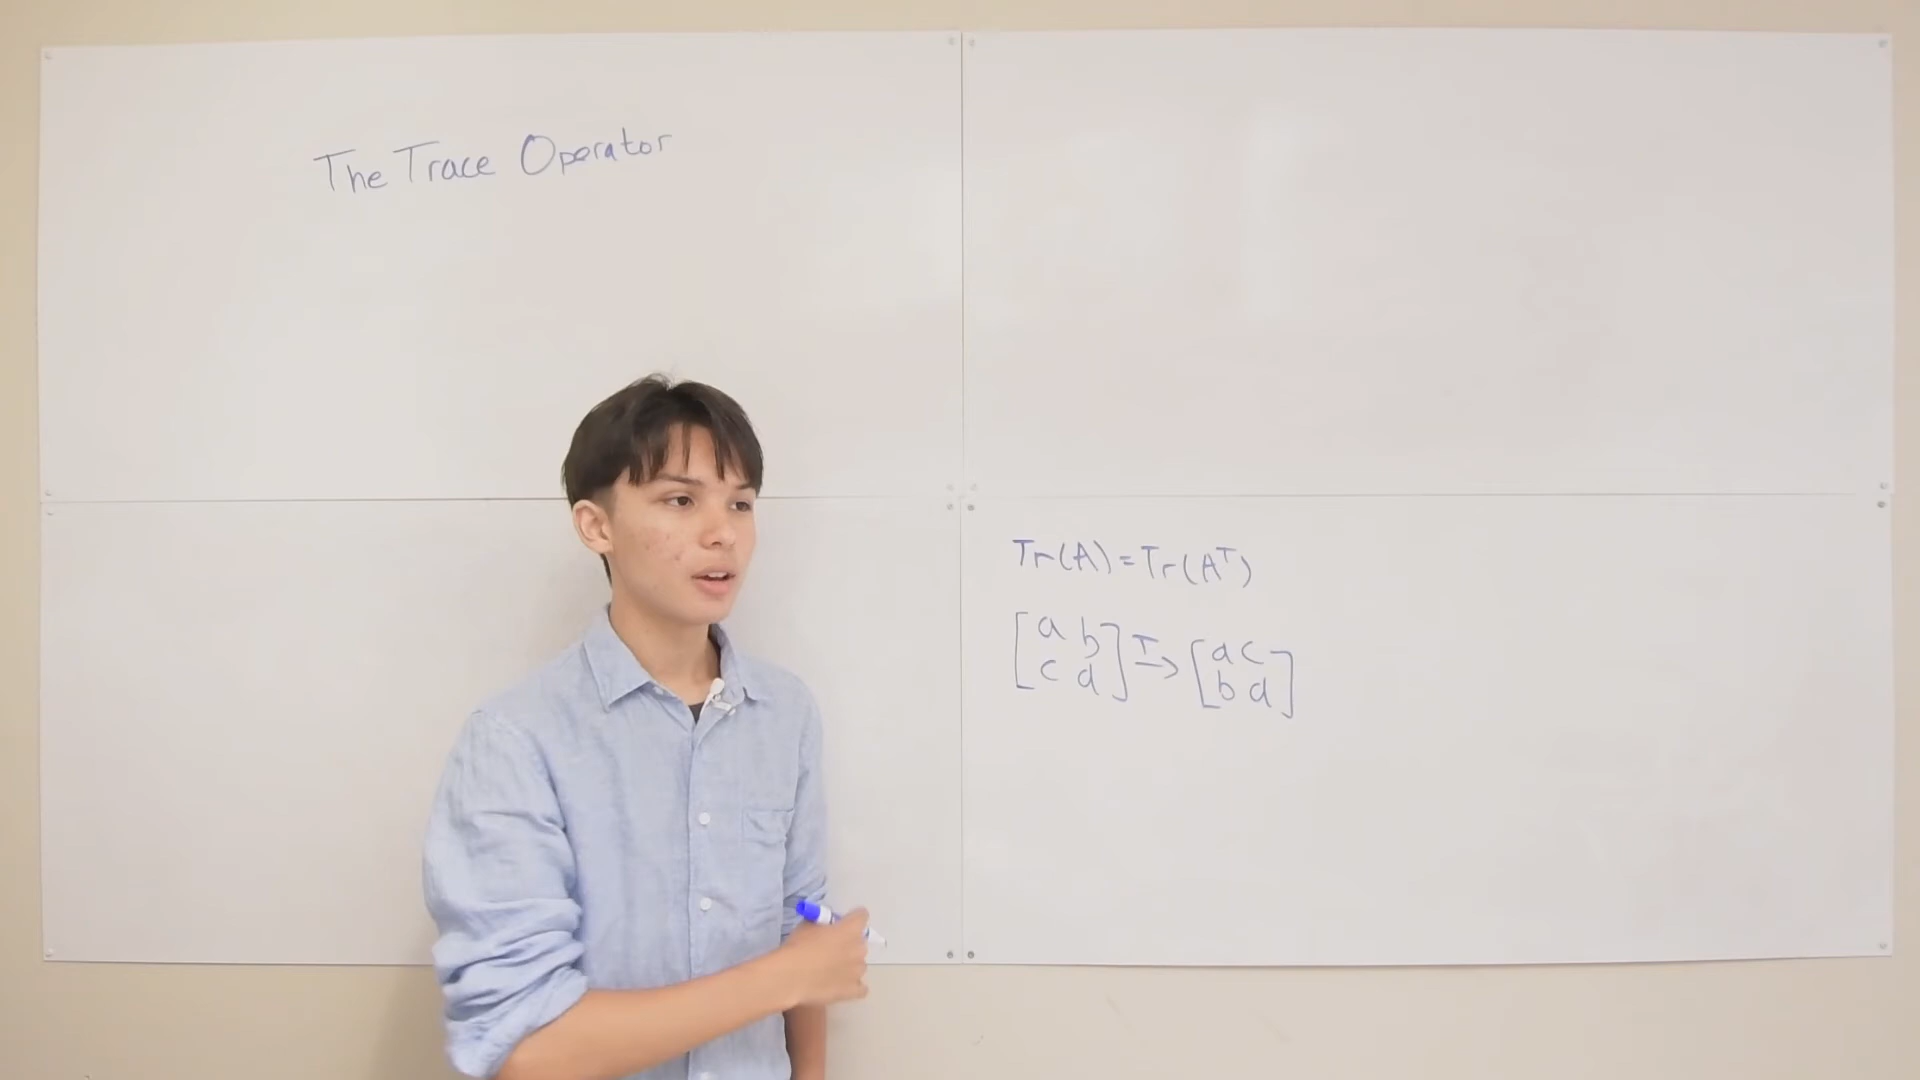 The Trace Operator
Tr(A) = Tr(Aᵀ)
[a b
c d] T→ [a c
b d]